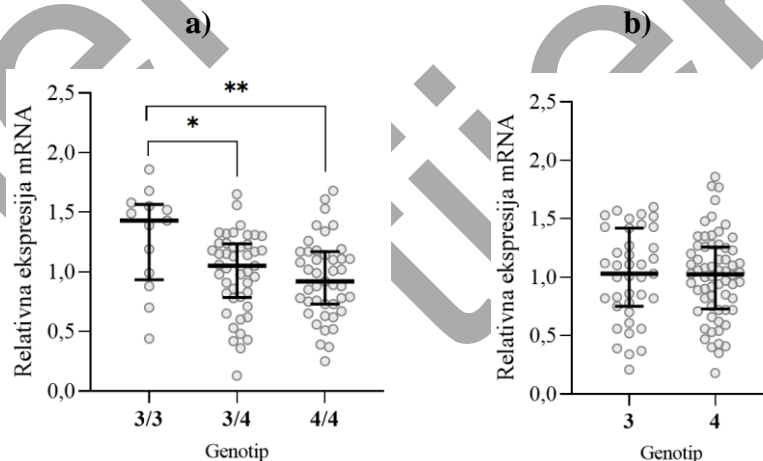 a)
b)
Relativna ekspresija mRNA
2,5
2,0
1,5
1,0
0,5
0,0
**
*
3/3 3/4 4/4
Genotip
Relativna ekspresija mRNA
2,5
2,0
1,5
1,0
0,5
0,0
3 4
Genotip